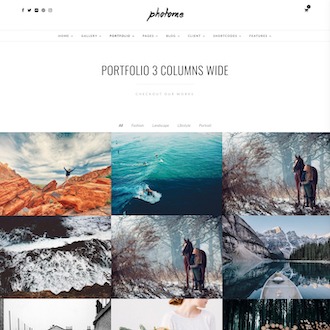 photome
0
HOME GALLERY PORTFOLIO PAGES BLOG CLIENT SHORTCODES FEATURES
PORTFOLIO 3 COLUMNS WIDE
CHECKOUT OUR WORKS
All Fashion Landscape Lifestyle Portrait